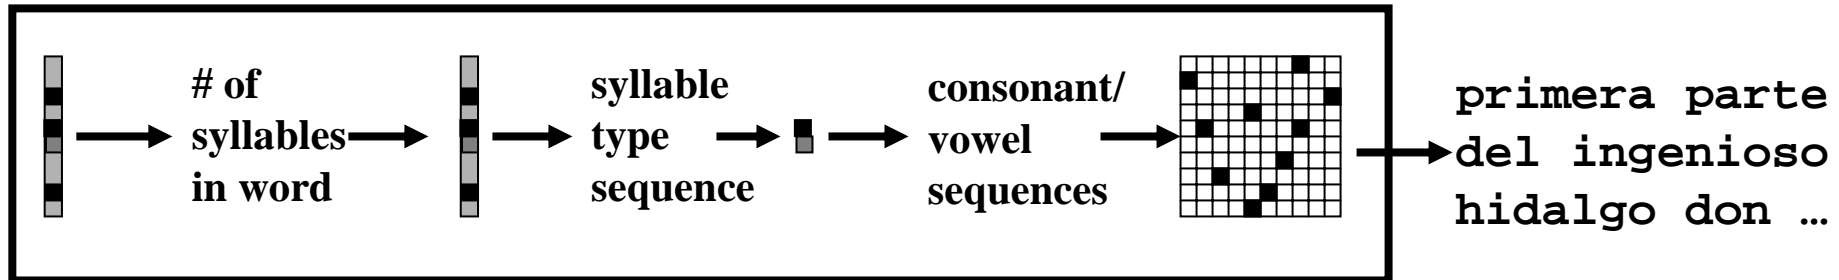 # of
syllables
in word
syllable
type
sequence
consonant/
vowel
sequences
primera parte
del ingenioso
hidalgo don …